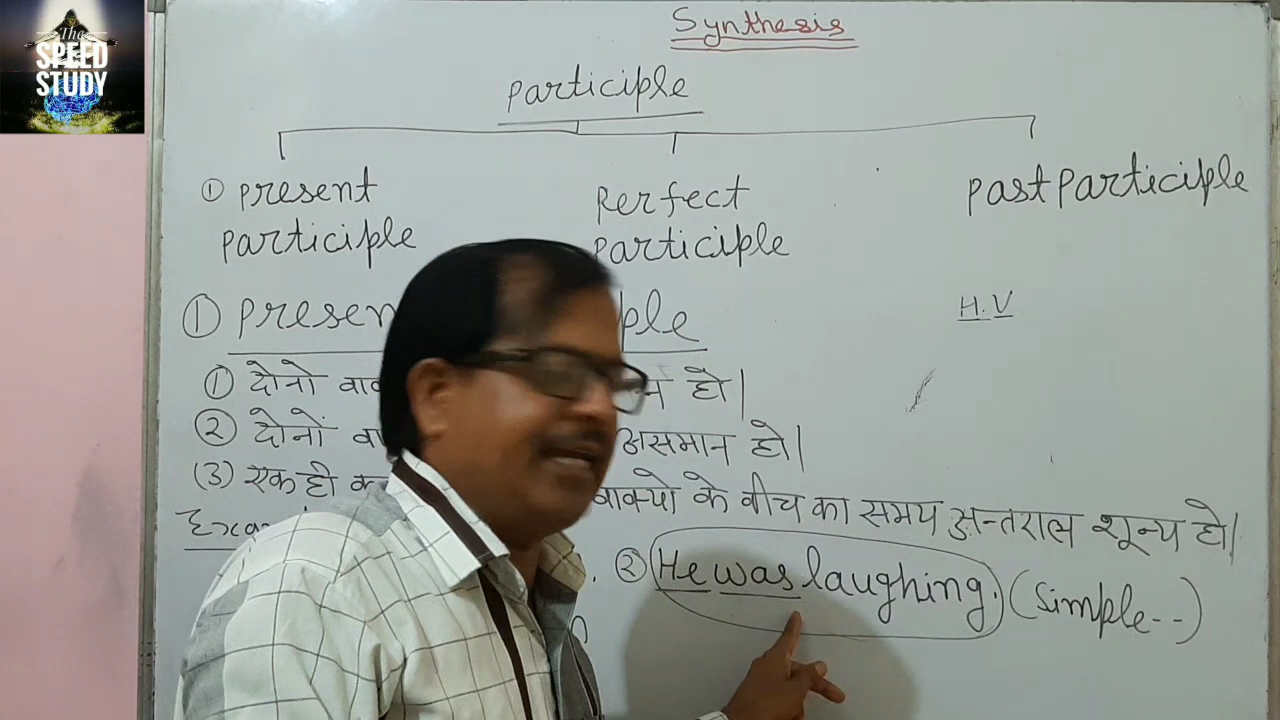 The
SPEED
STUDY
Synthesis
Participle
① Present Participle
Perfect Participle
Past Participle
① Presen ple
H.V
① दोनो वाक न हो|
② दोनों वा असमान हो|
(3) एक ही क वाक्यो के बीच का समय अन्तराल शून्य हो|
Exa
② He was laughing. (Simple--)